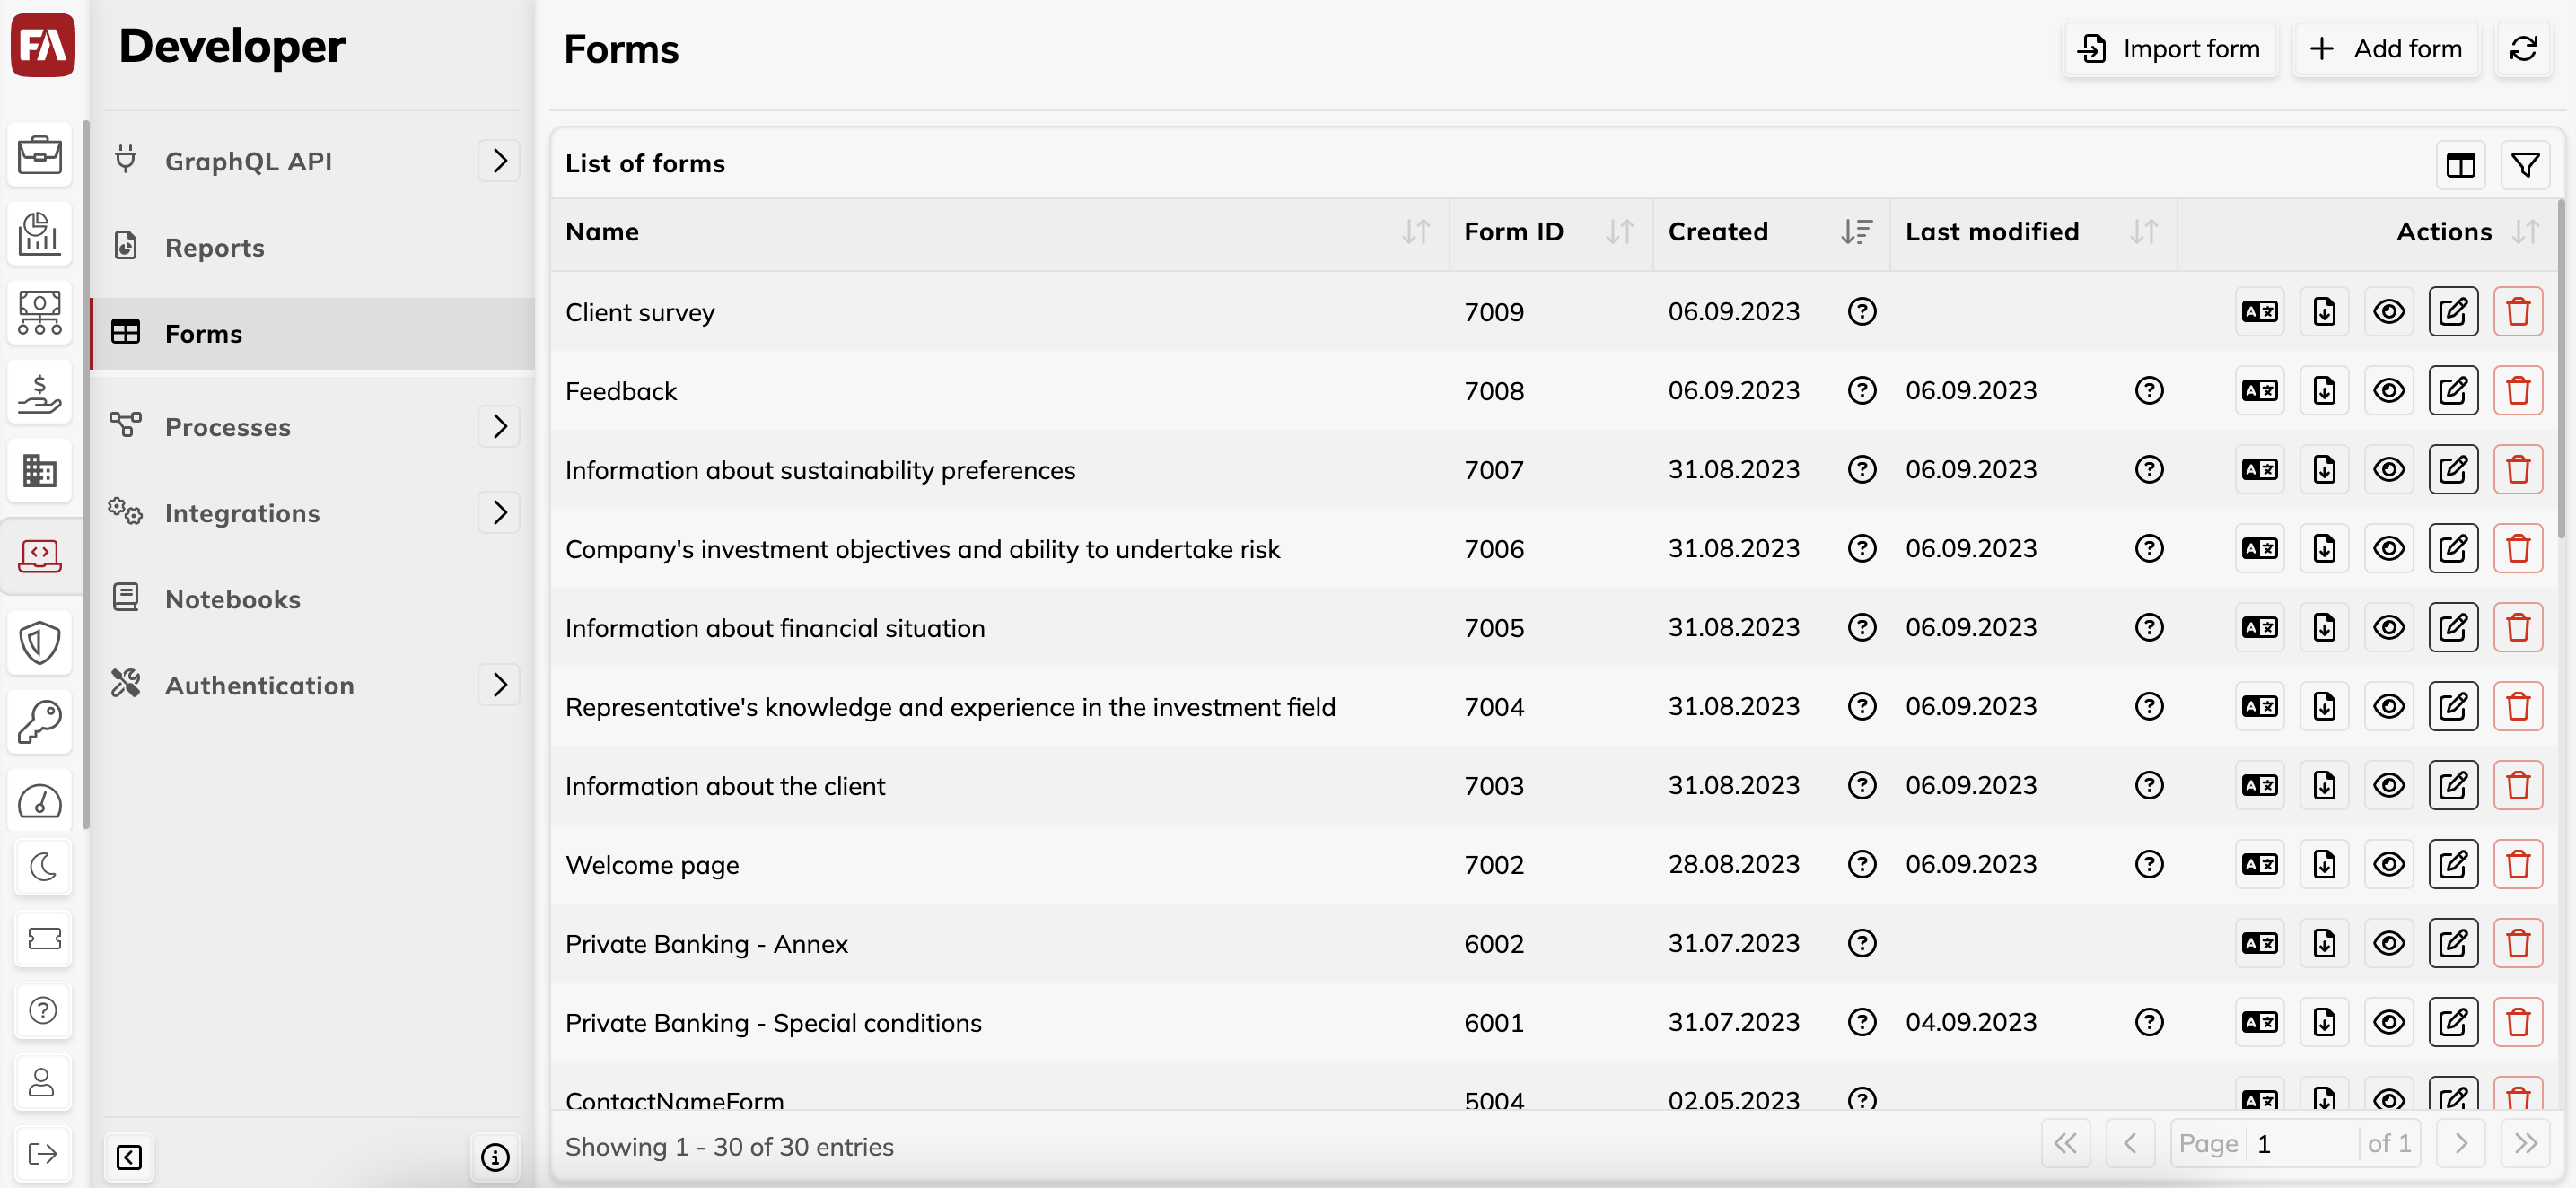 FA
Developer
GraphQL API
Reports
Forms
Processes
Integrations
Notebooks
Authentication
Forms
Import form
Add form
List of forms
Name Form ID Created Last modified Actions
Client survey 7009 06.09.2023
Feedback 7008 06.09.2023 06.09.2023
Information about sustainability preferences 7007 31.08.2023 06.09.2023
Company's investment objectives and ability to undertake risk 7006 31.08.2023 06.09.2023
Information about financial situation 7005 31.08.2023 06.09.2023
Representative's knowledge and experience in the investment field 7004 31.08.2023 06.09.2023
Information about the client 7003 31.08.2023 06.09.2023
Welcome page 7002 28.08.2023 06.09.2023
Private Banking - Annex 6002 31.07.2023
Private Banking - Special conditions 6001 31.07.2023 04.09.2023
ContactNameForm 5004 02.05.2023
Showing 1 - 30 of 30 entries
Page 1 of 1